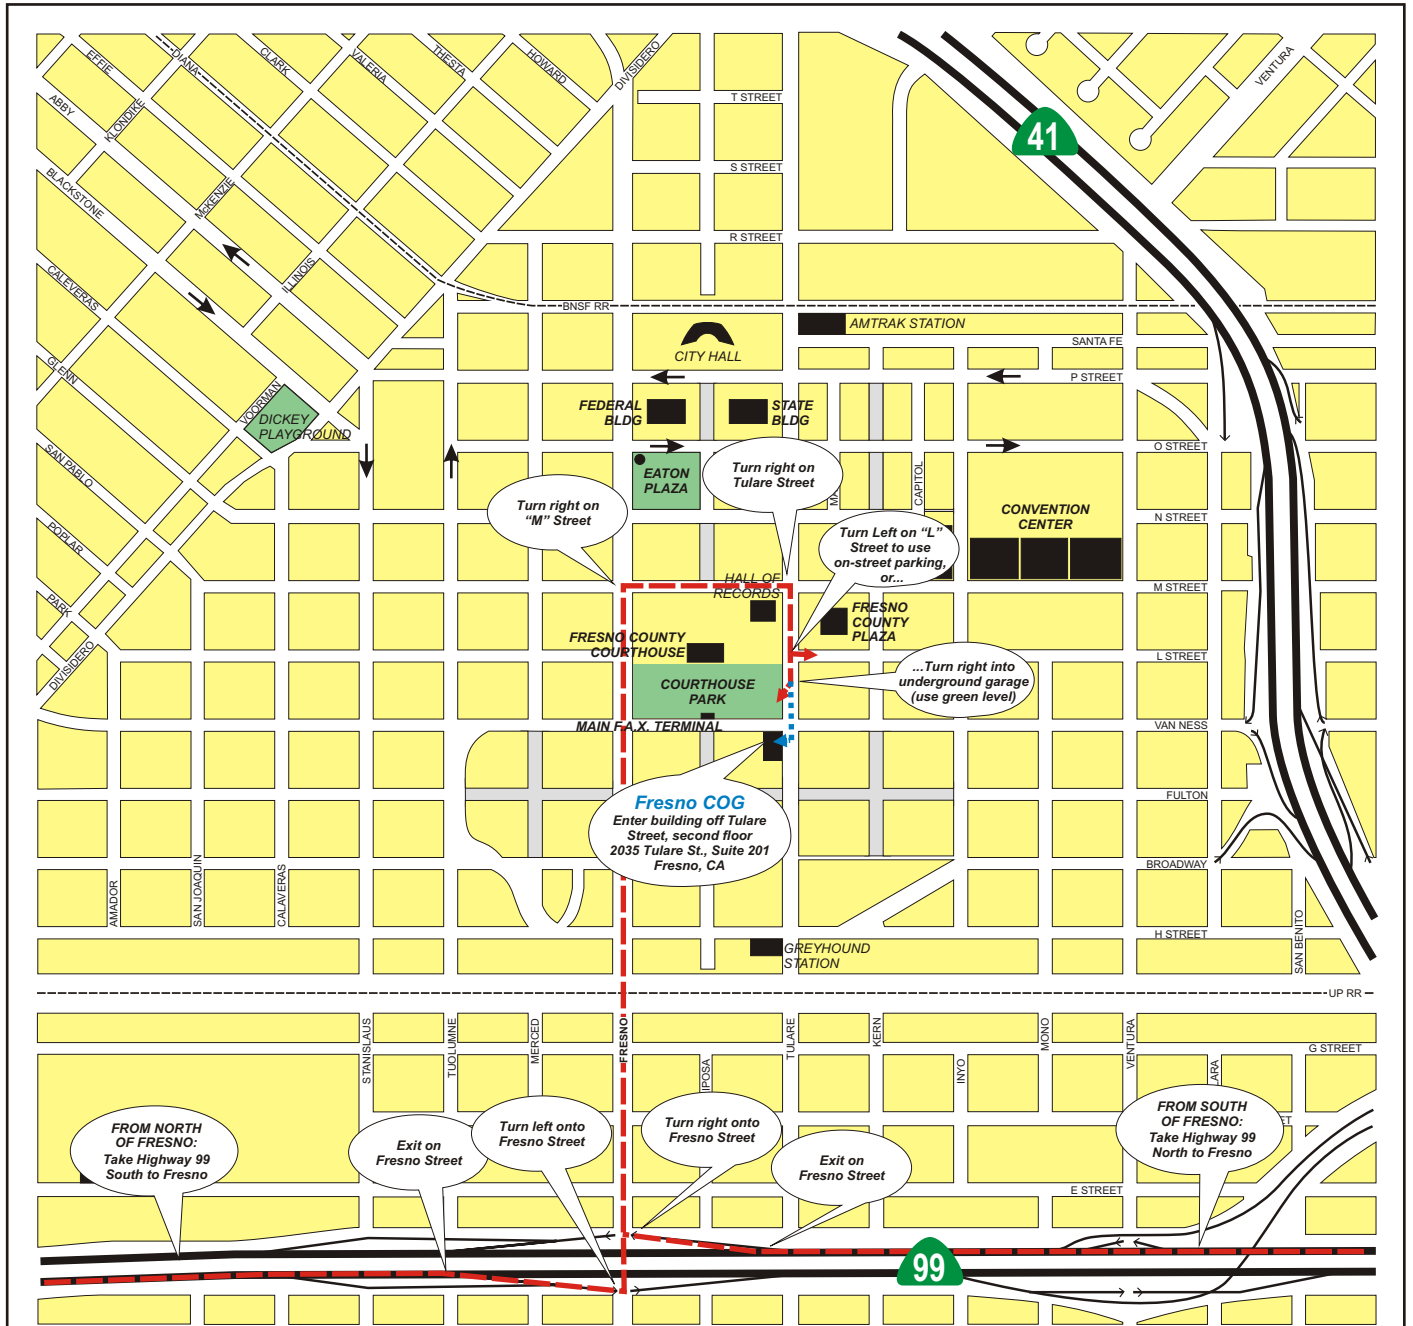 EFFIE
DIANA
CLARK
VALERIA
THESTA
HOWARD
DIVISIDERO
VENTURA
ABBY
KLONDIKE
T STREET
41
BLACKSTONE
McKENZIE
S STREET
CALEVERAS
ILLINOIS
R STREET
BNSF RR
AMTRAK STATION
CITY HALL
SANTA FE
GLENN
VOORMAN
P STREET
DICKEY
PLAYGROUND
FEDERAL
BLDG
STATE
BLDG
O STREET
SAN PABLO
EATON
PLAZA
Turn right on
Tulare Street
MA
CAPITOL
Turn right on
“M” Street
CONVENTION
CENTER
N STREET
POPLAR
Turn Left on “L”
Street to use
on-street parking,
or...
HALL OF
RECORDS
M STREET
PARK
FRESNO
COUNTY
PLAZA
FRESNO COUNTY
COURTHOUSE
L STREET
DIVISIDERO
...Turn right into
underground garage
(use green level)
COURTHOUSE
PARK
MAIN F.A.X. TERMINAL
VAN NESS
Fresno COG
Enter building off Tulare
Street, second floor
2035 Tulare St., Suite 201
Fresno, CA
FULTON
BROADWAY
AMADOR
SAN JOAQUIN
CALAVERAS
H STREET
SAN BENITO
GREYHOUND
STATION
UP RR
STANISLAUS
TUOLUMNE
MERCED
FRESNO
IPOSA
TULARE
KERN
INYO
MONO
VENTURA
ARA
G STREET
ET
FROM NORTH
OF FRESNO:
Take Highway 99
South to Fresno
Exit on
Fresno Street
Turn left onto
Fresno Street
Turn right onto
Fresno Street
Exit on
Fresno Street
FROM SOUTH
OF FRESNO:
Take Highway 99
North to Fresno
E STREET
99